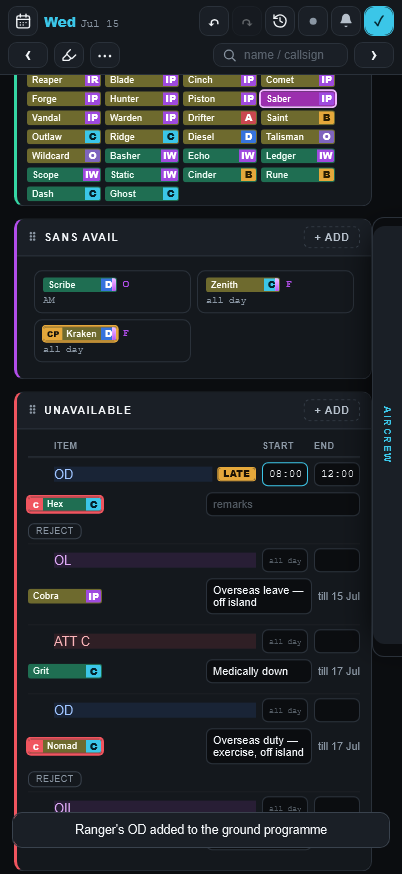 Wed Jul 15
name / callsign
Reaper IR Blade IP Cinch IP Comet IP
Forge IP Hunter IP Piston IP Saber IP
Vandal IP Warden IP Drifter A Saint B
Outlaw C Ridge C Diesel D Talisman O
Wildcard O Basher IW Echo IW Ledger IW
Scope IW Static IW Cinder B Rune B
Dash C Ghost C
SANS AVAIL + ADD
Scribe D O Zenith C F
AM all day
CP Kraken D F
all day
AIRCREW
UNAVAILABLE + ADD
ITEM START END
OD LATE 08:00 12:00
C Hex C remarks
REJECT
OL all day
Cobra IP Overseas leave —
off island till 15 Jul
ATT C all day
Grit C Medically down till 17 Jul
OD all day
C Nomad C Overseas duty —
exercise, off island till 17 Jul
REJECT
all day
Ranger's OD added to the ground programme